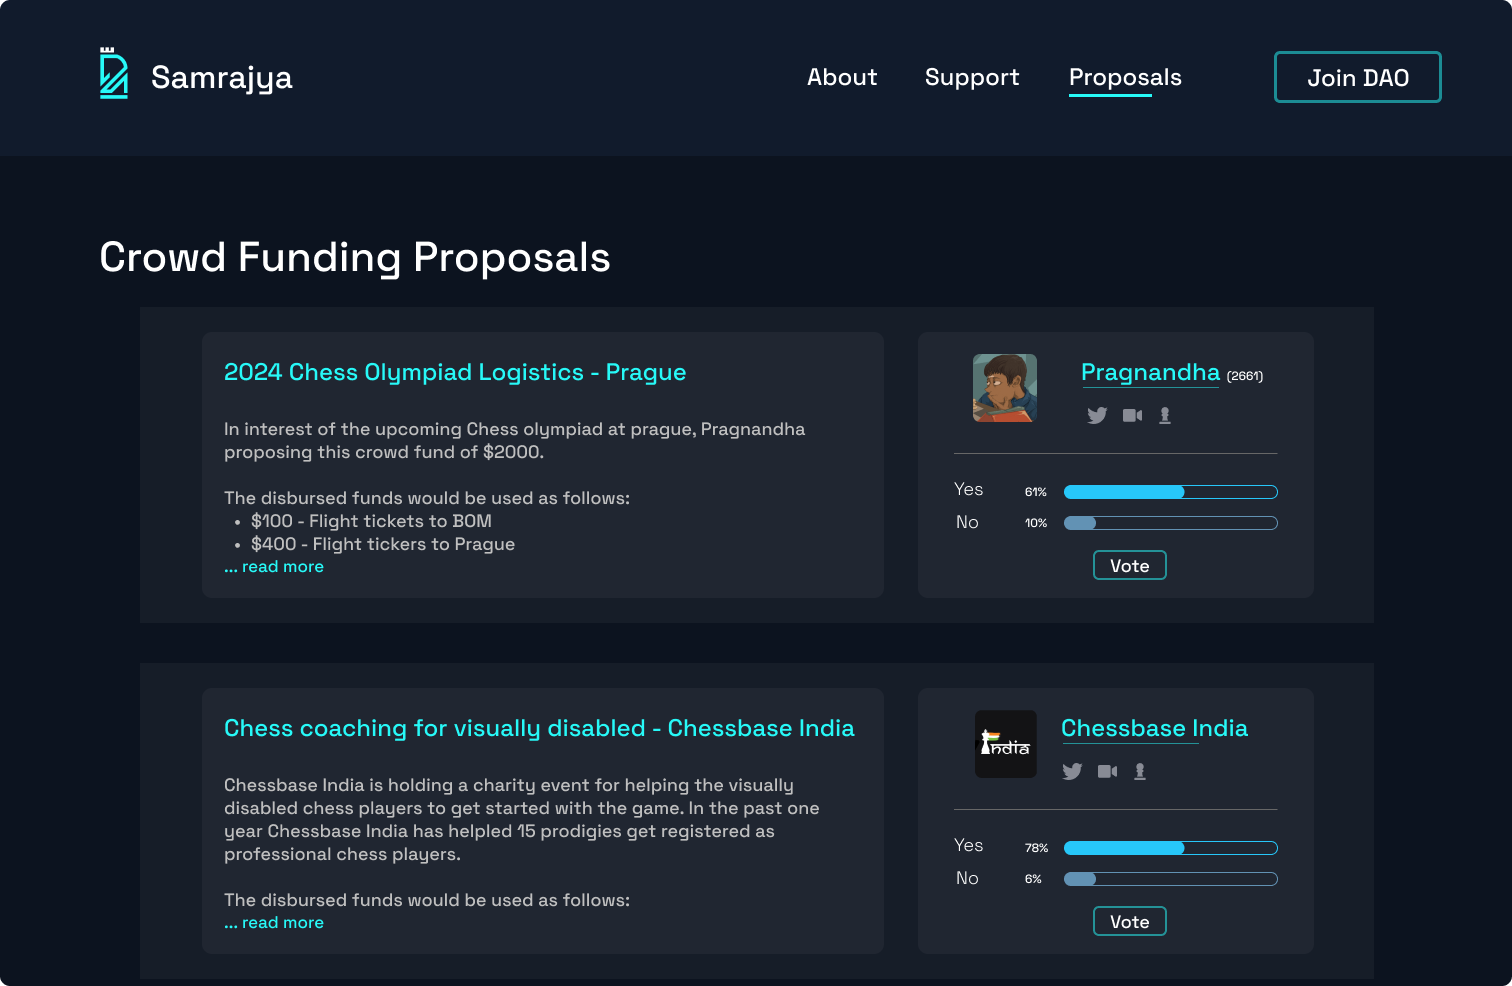 Samrajya
About
Support
Proposals
Join DAO
Crowd Funding Proposals
2024 Chess Olympiad Logistics - Prague
In interest of the upcoming Chess olympiad at prague, Pragnandha
proposing this crowd fund of $2000.
The disbursed funds would be used as follows:
• $100 - Flight tickets to BOM
• $400 - Flight tickers to Prague
... read more
Pragnandha (2661)
Yes 61%
No 10%
Vote
Chess coaching for visually disabled - Chessbase India
Chessbase India is holding a charity event for helping the visually
disabled chess players to get started with the game. In the past one
year Chessbase India has helpled 15 prodigies get registered as
professional chess players.
The disbursed funds would be used as follows:
... read more
India
Chessbase India
Yes 78%
No 6%
Vote